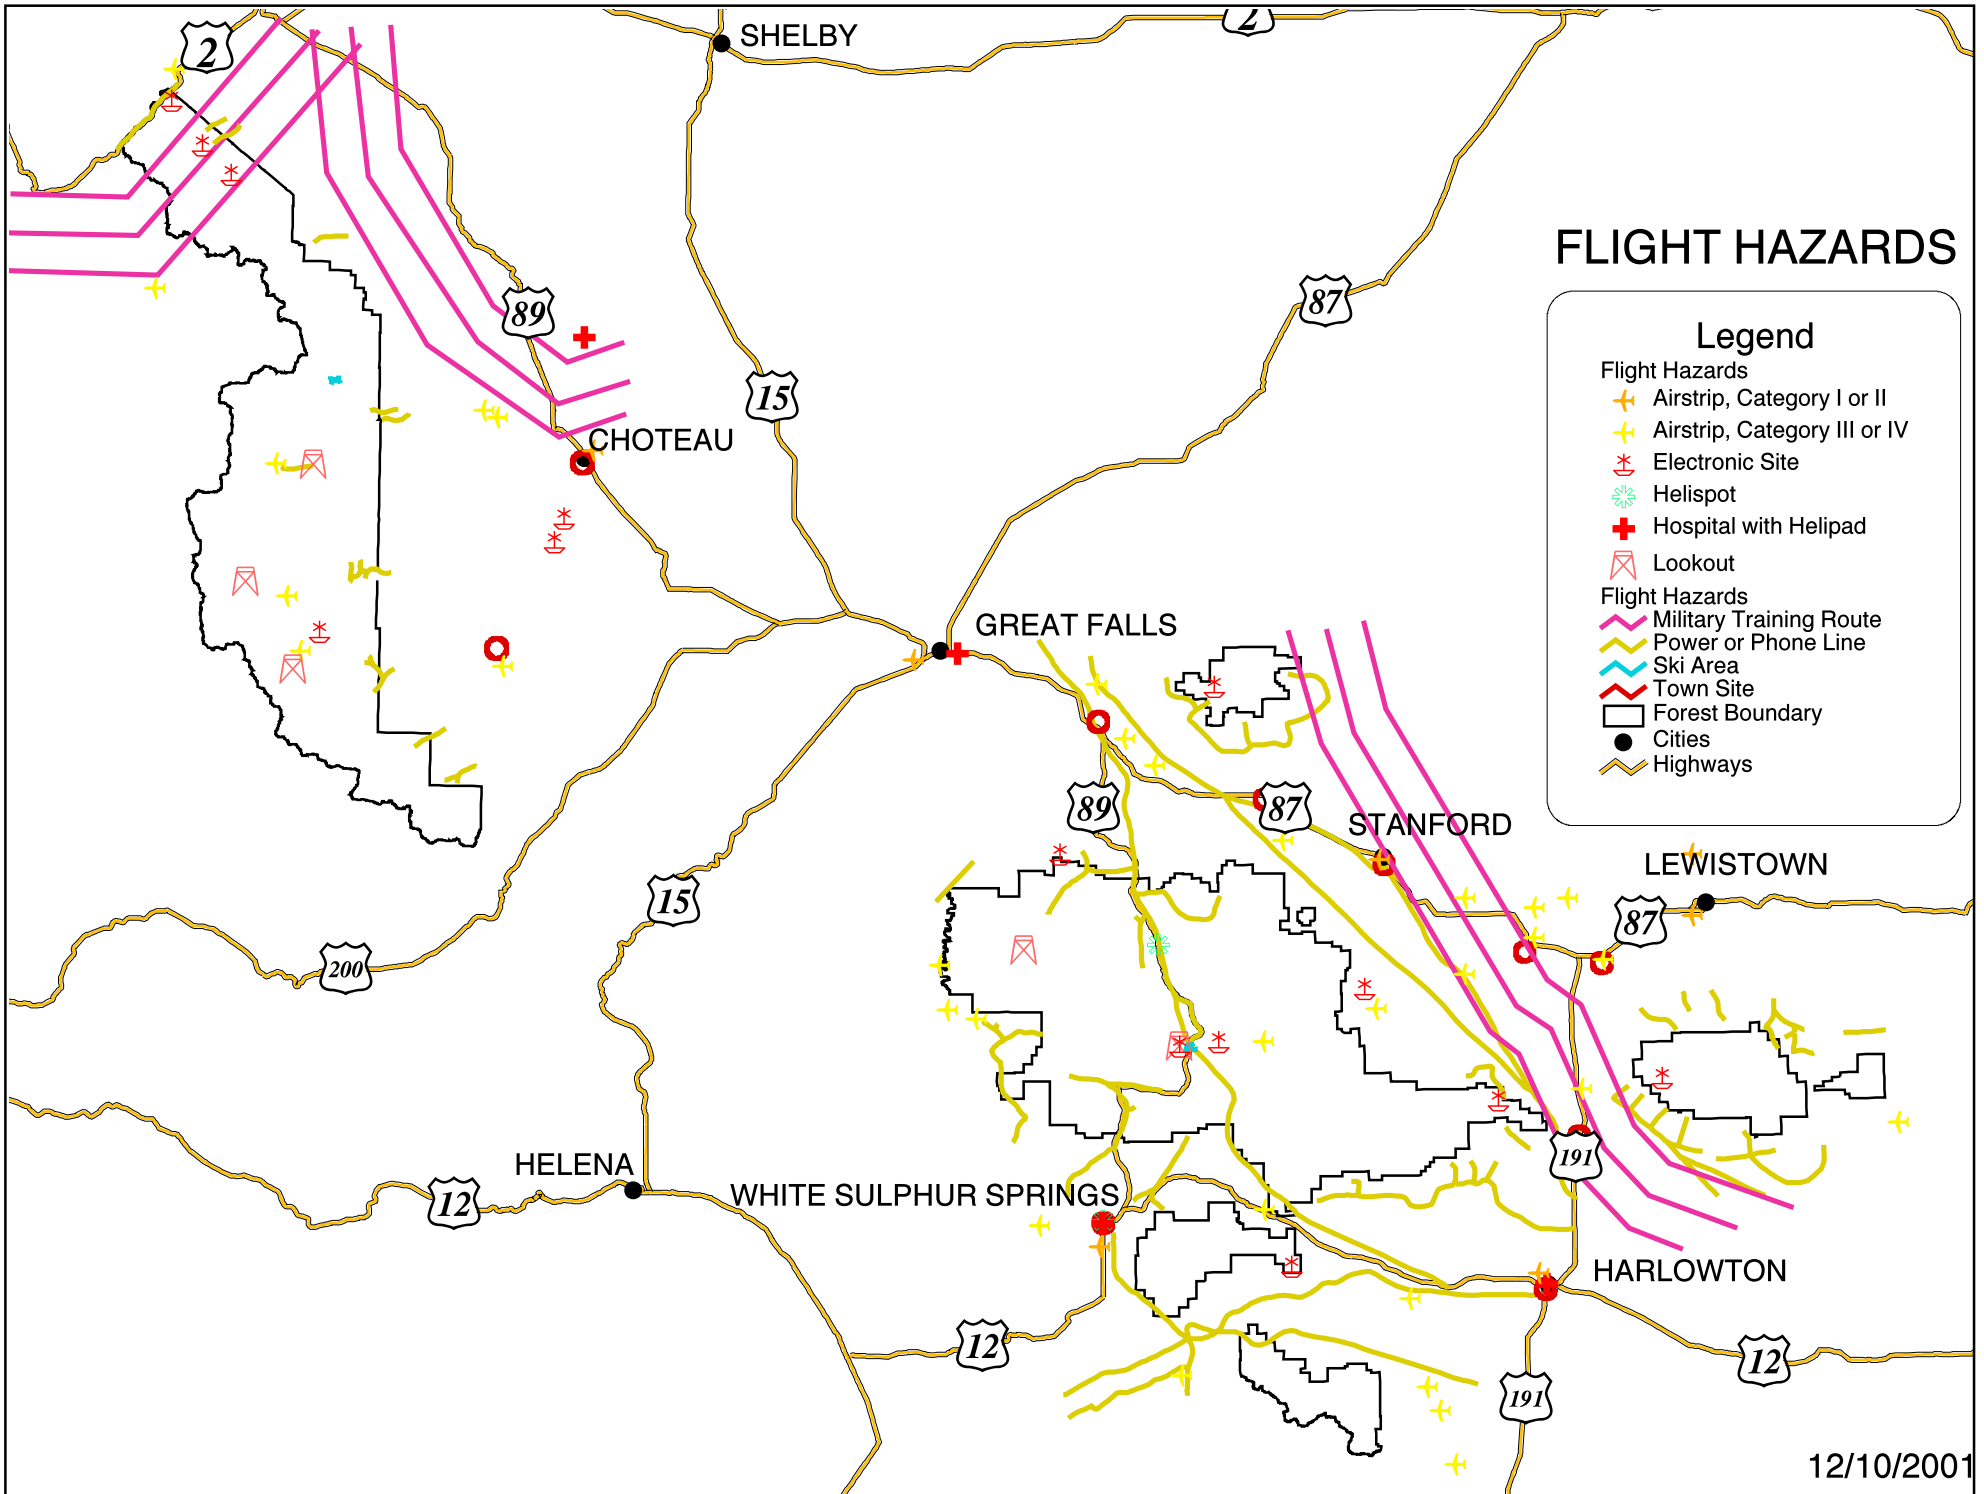 2
SHELBY
2
FLIGHT HAZARDS
89
87
15
Legend
Flight Hazards
Airstrip, Category I or II
Airstrip, Category III or IV
Electronic Site
Helispot
Hospital with Helipad
Lookout
Flight Hazards
Military Training Route
Power or Phone Line
Ski Area
Town Site
Forest Boundary
Cities
Highways
CHOTEAU
GREAT FALLS
89
87
STANFORD
LEWISTOWN
15
87
200
HELENA
191
12
WHITE SULPHUR SPRINGS
HARLOWTON
12
12
191
12/10/2001